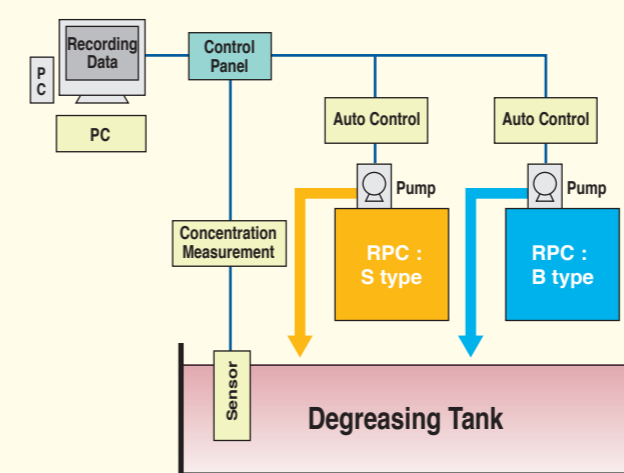 Recording
Data
P
C
PC
Control
Panel
Auto Control
Auto Control
Pump
Pump
Concentration
Measurement
RPC :
S type
RPC :
B type
Sensor
Degreasing Tank